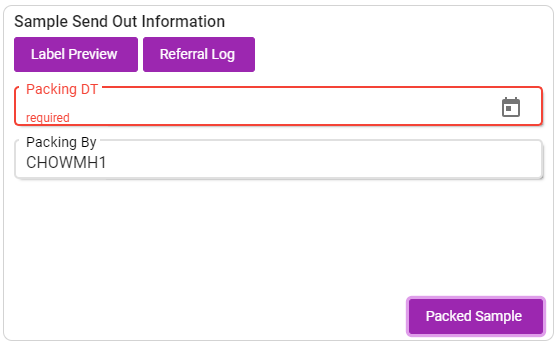 Sample Send Out Information
Label Preview Referral Log
Packing DT
required
Packing By
CHOWMH1
Packed Sample